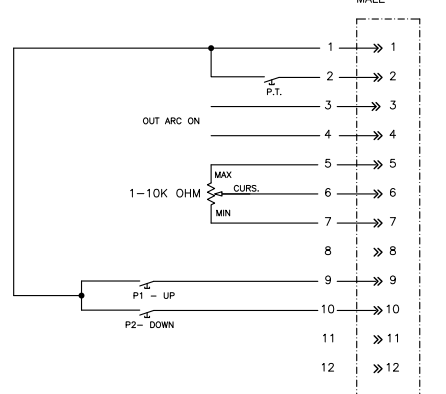 MALE
1 1
2 2
P.T.
3 3
OUT ARC ON
4 4
5 5
MAX
1-10K OHM CURS. 6 6
MIN
7 7
8 8
9 9
P1 - UP
10 10
P2- DOWN
11 11
12 12